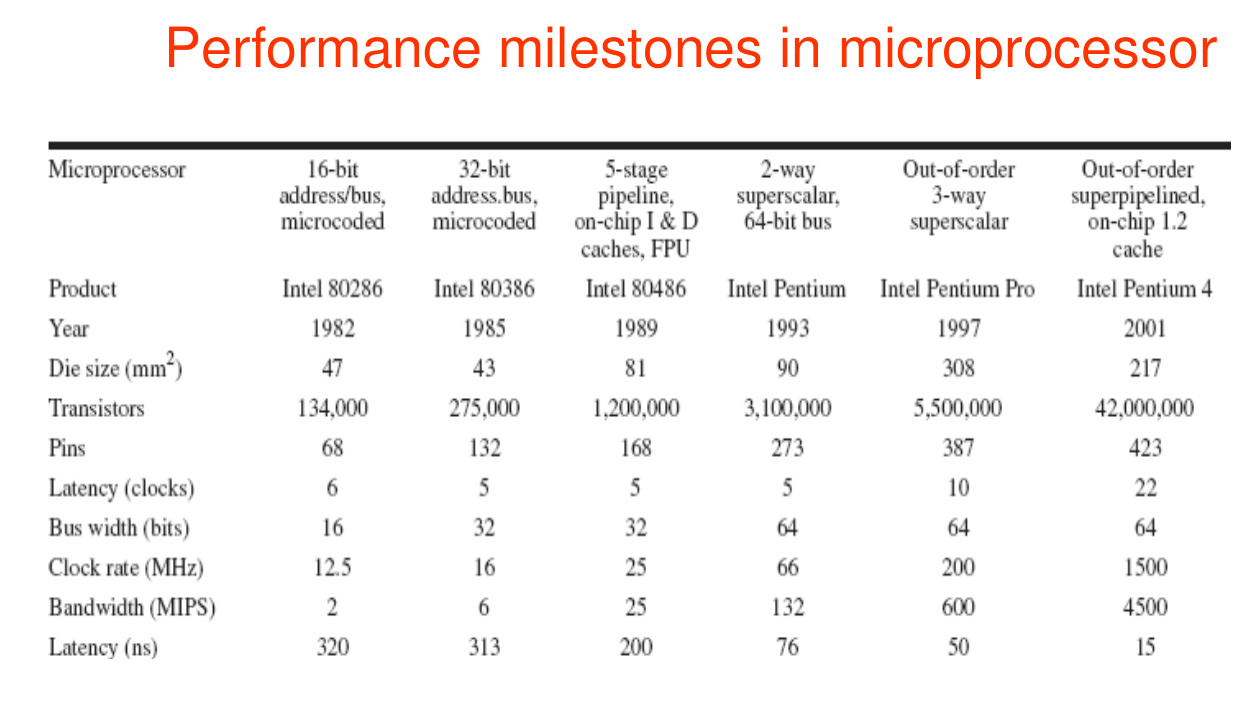 Performance milestones in microprocessor
Microprocessor 16-bit 32-bit 5-stage 2-way Out-of-order Out-of-order
address/bus, address.bus, pipeline, superscalar, 3-way superpipelined,
microcoded microcoded on-chip I & D 64-bit bus superscalar on-chip 1.2
caches, FPU cache
Product Intel 80286 Intel 80386 Intel 80486 Intel Pentium Intel Pentium Pro Intel Pentium 4
Year 1982 1985 1989 1993 1997 2001
Die size (mm²) 47 43 81 90 308 217
Transistors 134,000 275,000 1,200,000 3,100,000 5,500,000 42,000,000
Pins 68 132 168 273 387 423
Latency (clocks) 6 5 5 5 10 22
Bus width (bits) 16 32 32 64 64 64
Clock rate (MHz) 12.5 16 25 66 200 1500
Bandwidth (MIPS) 2 6 25 132 600 4500
Latency (ns) 320 313 200 76 50 15